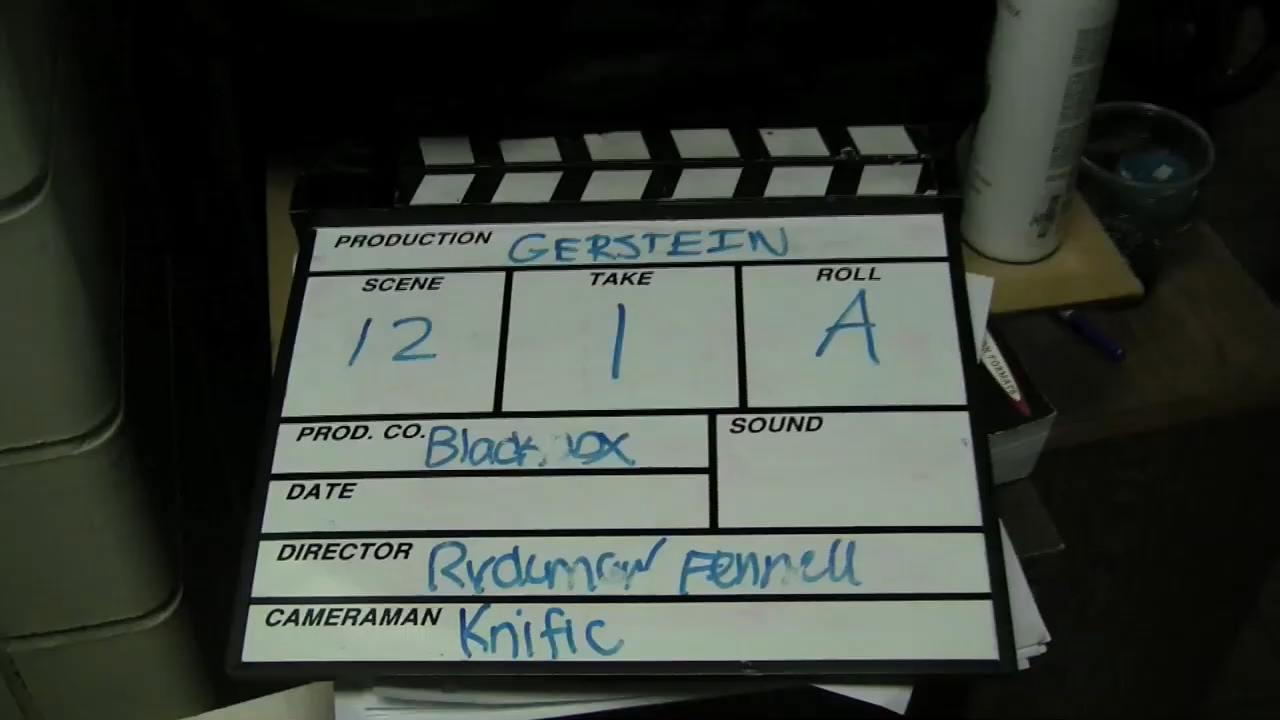 PRODUCTION GERSTEIN
SCENE TAKE ROLL
12 1 A
PROD. CO.
SOUND
DATE
DIRECTOR Fennell
CAMERAMAN Knific